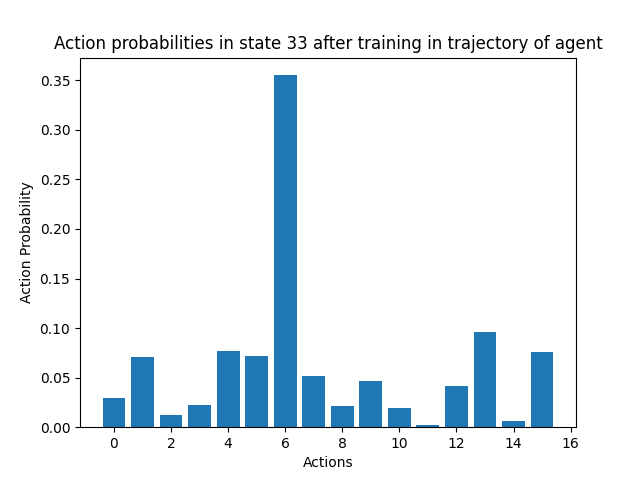 Action probabilities in state 33 after training in trajectory of agent
0.35
0.30
0.25
0.20
0.15
0.10
0.05
0.00
Action Probability
0 2 4 6 8 10 12 14 16
Actions